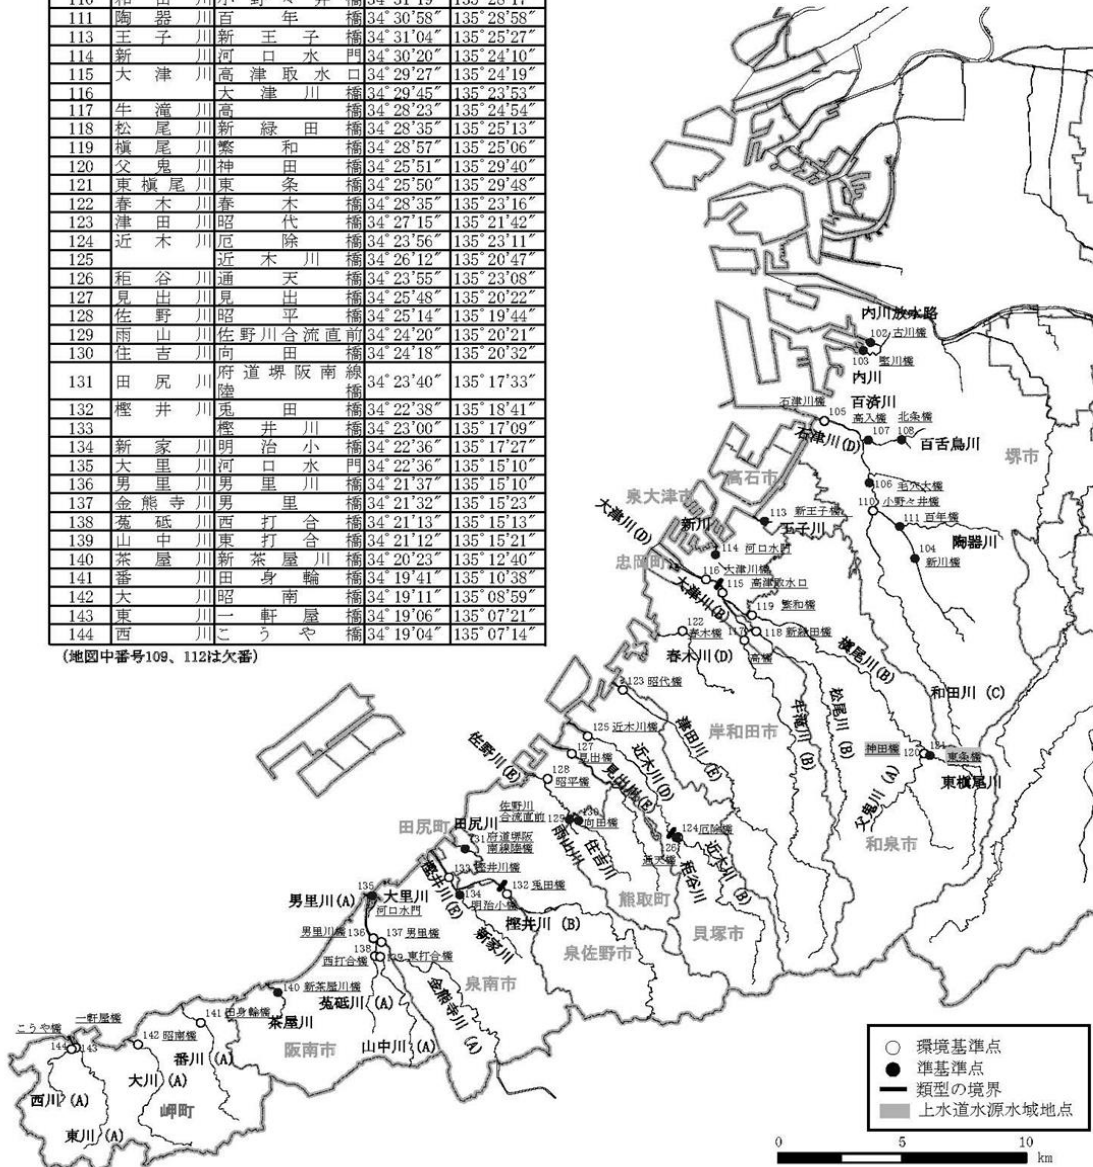 111 陶器川 百年橋 34°30′58″ 135°28′58″
113 王子川 新王子橋 34°31′04″ 135°25′27″
114 新川 河口水門 34°30′20″ 135°24′10″
115 大津川 高津取水口 34°29′27″ 135°24′19″
116 大津川橋 34°29′45″ 135°23′53″
117 牛滝川 高橋 34°28′23″ 135°24′54″
118 松尾川 新緑田橋 34°28′35″ 135°25′13″
119 槇尾川 繁和橋 34°28′57″ 135°25′06″
120 父鬼川 神田橋 34°25′51″ 135°29′40″
121 東槇尾川 東条橋 34°25′50″ 135°29′48″
122 春木川 春木橋 34°28′35″ 135°23′16″
123 津田川 昭代橋 34°27′15″ 135°21′42″
124 近木川 厄除橋 34°23′56″ 135°23′11″
125 近木川橋 34°26′12″ 135°20′47″
126 秬谷川 通天橋 34°23′55″ 135°23′08″
127 見出川 見出橋 34°25′48″ 135°20′22″
128 佐野川 昭平橋 34°25′14″ 135°19′44″
129 雨山川 佐野川合流直前 34°24′20″ 135°20′21″
130 住吉川 向田橋 34°24′18″ 135°20′32″
131 田尻川 府道堺阪南線陸橋 34°23′40″ 135°17′33″
132 樫井川 兎田橋 34°22′38″ 135°18′41″
133 樫井川橋 34°23′00″ 135°17′09″
134 新家川 明治小橋 34°22′36″ 135°17′27″
135 大里川 河口水門 34°22′36″ 135°15′10″
136 男里川 男里川橋 34°21′37″ 135°15′10″
137 金熊寺川 男里橋 34°21′32″ 135°15′23″
138 菟砥川 西打合橋 34°21′13″ 135°15′13″
139 山中川 東打合橋 34°21′12″ 135°15′21″
140 茶屋川 新茶屋川橋 34°20′23″ 135°12′40″
141 番川 田身輪橋 34°19′41″ 135°10′38″
142 大川 昭南橋 34°19′11″ 135°08′59″
143 東川 一軒屋橋 34°19′06″ 135°07′21″
144 西川 こうや橋 34°19′04″ 135°07′14″
(地図中番号109、112は欠番)
内川放水路
102 古川橋
103 竪川橋
内川
百済川
石津川橋
105 高入橋 北条橋
107 108
石津川(D)
百舌鳥川
堺市
高石市
106 毛穴大橋
110 小野々井橋
泉大津市
113 新王子橋
王子川
111 百年橋
陶器川
新川
大津川(D)
114 河口水門
104
新川橋
忠岡町
116 大津川橋
115 高津取水口
大津川(B)
119 繁和橋
122
春木橋
117 118 新緑田橋
高橋
春木川(D)
槇尾川(B)
和田川 (C)
123 昭代橋
岸和田市
津田川(E)
牛滝川(B)
松尾川(B)
125 近木川橋
佐野川(E)
127
見出橋
近木川(D)
神田橋 120 121 東条橋
東槇尾川
128
昭平橋
見出川(E)
父鬼川(A)
佐野川
合流直前 129 130 向田橋
124 厄除橋
和泉市
田尻町 田尻川
131 府道堺阪
南線陸橋
雨山川
住吉川
126
通天橋
近木川(B)
秬谷川
133 樫井川橋
熊取町
132 兎田橋
135
大里川
男里川(A)
河口水門
樫井川(E)
134
明治小橋
樫井川 (B)
貝塚市
男里川橋 136 137 男里橋
新家川
138
西打合橋 139 東打合橋
泉佐野市
泉南市
140 新茶屋川橋
菟砥川(A)
金熊寺川(A)
茶屋川
141 田身輪橋
一軒屋橋
こうや橋
142 昭南橋
144 143
番川(A)
阪南市
山中川(A)
大川(A)
西川(A)
岬町
東川(A)
環境基準点
準基準点
類型の境界
上水道水源水域地点
0 5 10
km